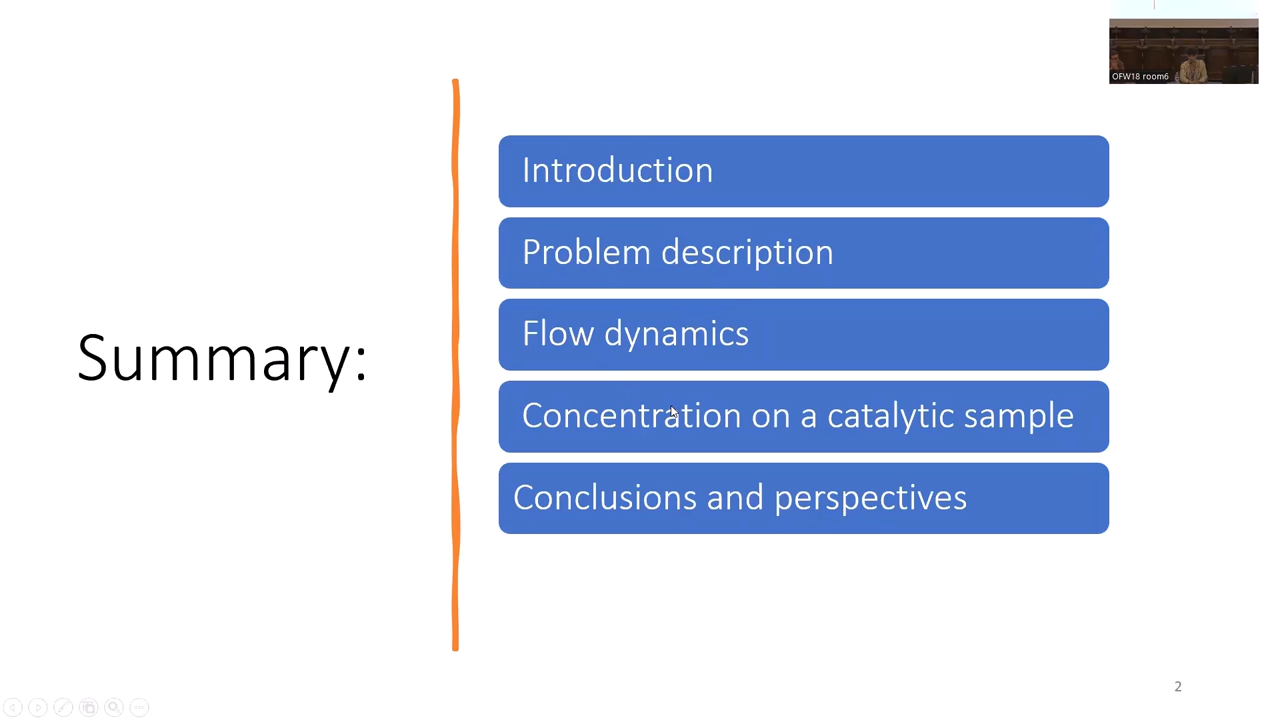 OFW18 room6
Summary:
Introduction
Problem description
Flow dynamics
Concentration on a catalytic sample
Conclusions and perspectives
2